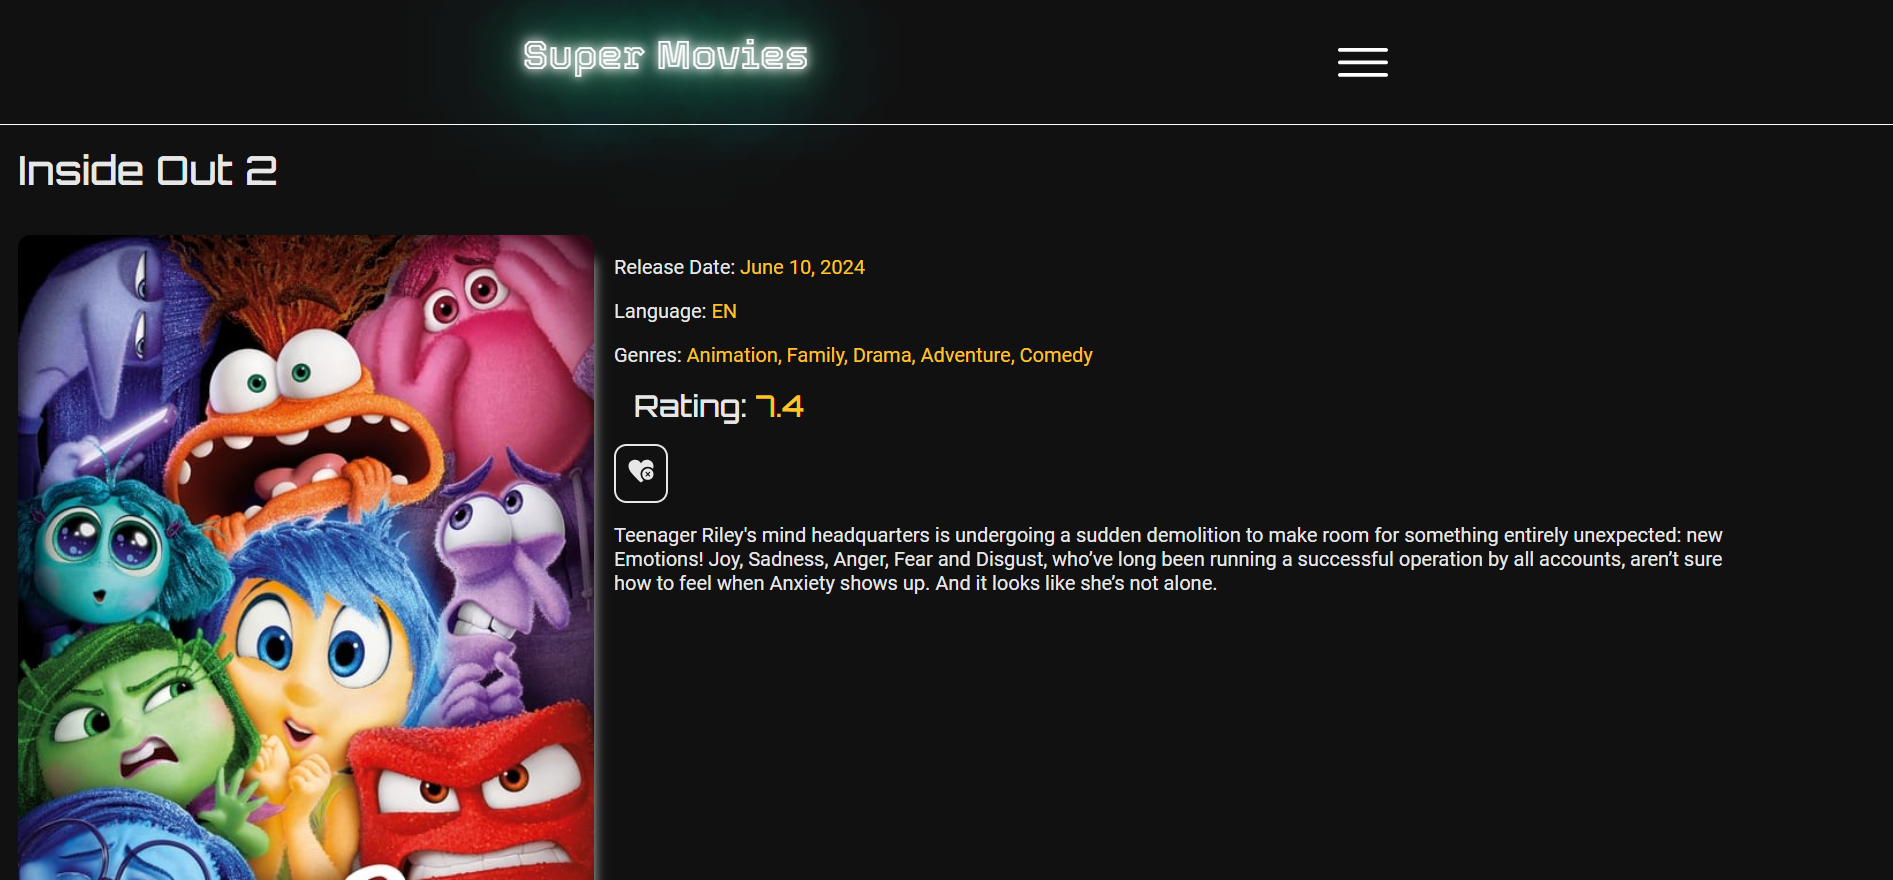 Super Movies
Inside Out 2
Release Date: June 10, 2024
Language: EN
Genres: Animation, Family, Drama, Adventure, Comedy
Rating: 7.4
Teenager Riley's mind headquarters is undergoing a sudden demolition to make room for something entirely unexpected: new
Emotions! Joy, Sadness, Anger, Fear and Disgust, who’ve long been running a successful operation by all accounts, aren’t sure
how to feel when Anxiety shows up. And it looks like she’s not alone.